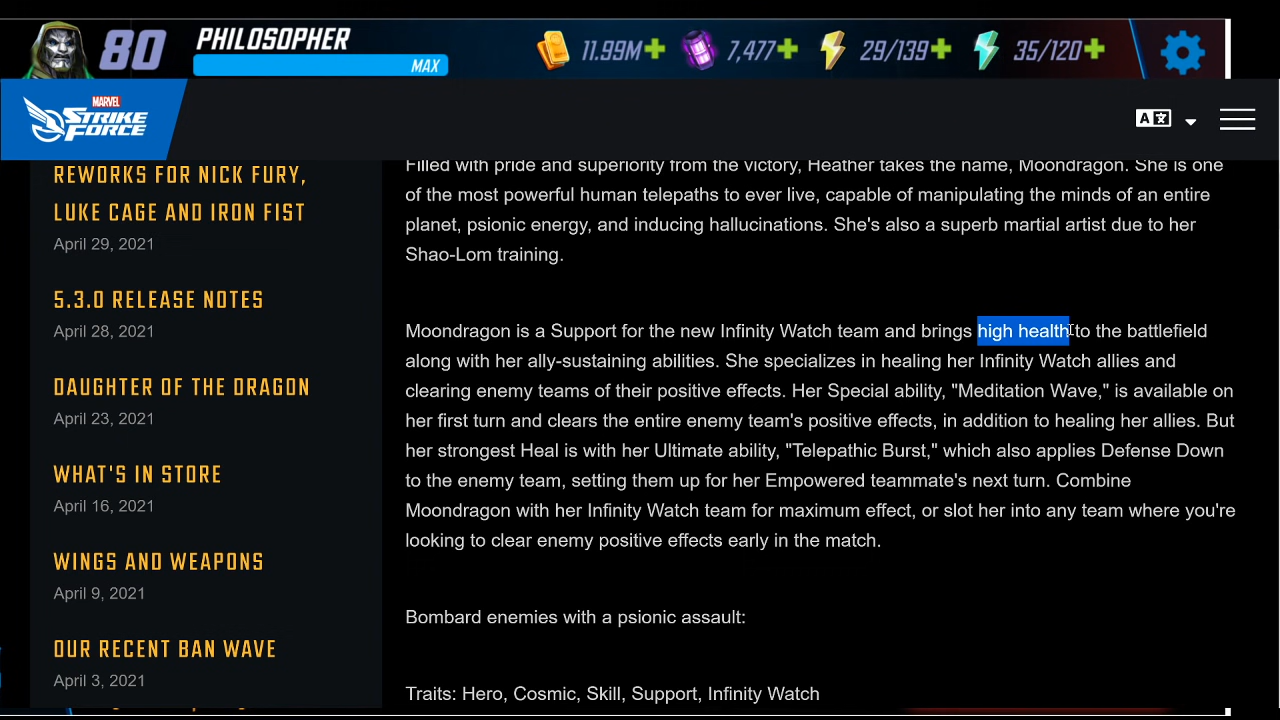 80
PHILOSOPHER
MAX
11.99M
7,477
29/139
35/120
MARVEL
STRIKE
FORCE
A
REWORKS FOR NICK FURY,
LUKE CAGE AND IRON FIST
April 29, 2021
5.3.0 RELEASE NOTES
April 28, 2021
DAUGHTER OF THE DRAGON
April 23, 2021
WHAT'S IN STORE
April 16, 2021
WINGS AND WEAPONS
April 9, 2021
OUR RECENT BAN WAVE
April 3, 2021
Filled with pride and superiority from the victory, Heather takes the name, Moondragon. She is one
of the most powerful human telepaths to ever live, capable of manipulating the minds of an entire
planet, psionic energy, and inducing hallucinations. She's also a superb martial artist due to her
Shao-Lom training.
Moondragon is a Support for the new Infinity Watch team and brings high health to the battlefield
along with her ally-sustaining abilities. She specializes in healing her Infinity Watch allies and
clearing enemy teams of their positive effects. Her Special ability, "Meditation Wave," is available on
her first turn and clears the entire enemy team's positive effects, in addition to healing her allies. But
her strongest Heal is with her Ultimate ability, "Telepathic Burst," which also applies Defense Down
to the enemy team, setting them up for her Empowered teammate's next turn. Combine
Moondragon with her Infinity Watch team for maximum effect, or slot her into any team where you're
looking to clear enemy positive effects early in the match.
Bombard enemies with a psionic assault:
Traits: Hero, Cosmic, Skill, Support, Infinity Watch